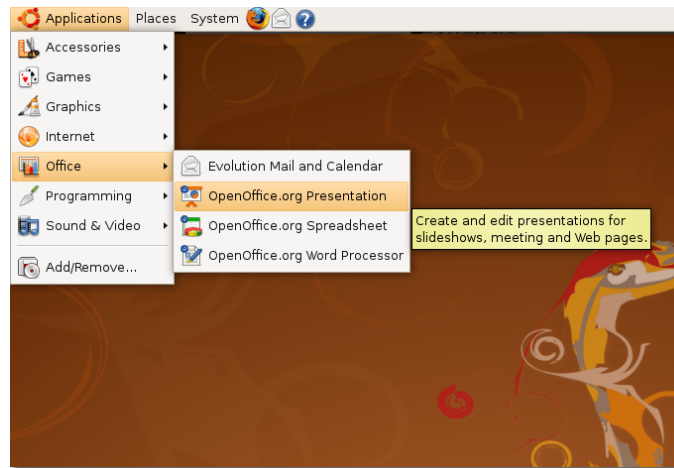 Applications Places System
Accessories
Games
Graphics
Internet
Office
Programming
Sound & Video
Add/Remove...
Evolution Mail and Calendar
OpenOffice.org Presentation
OpenOffice.org Spreadsheet
OpenOffice.org Word Processor
Create and edit presentations for
slideshows, meeting and Web pages.